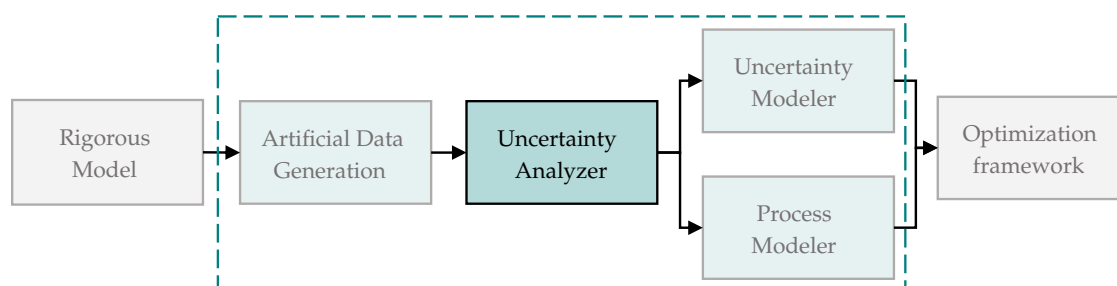 Rigorous
Model
Artificial Data
Generation
Uncertainty
Analyzer
Uncertainty
Modeler
Process
Modeler
Optimization
framework